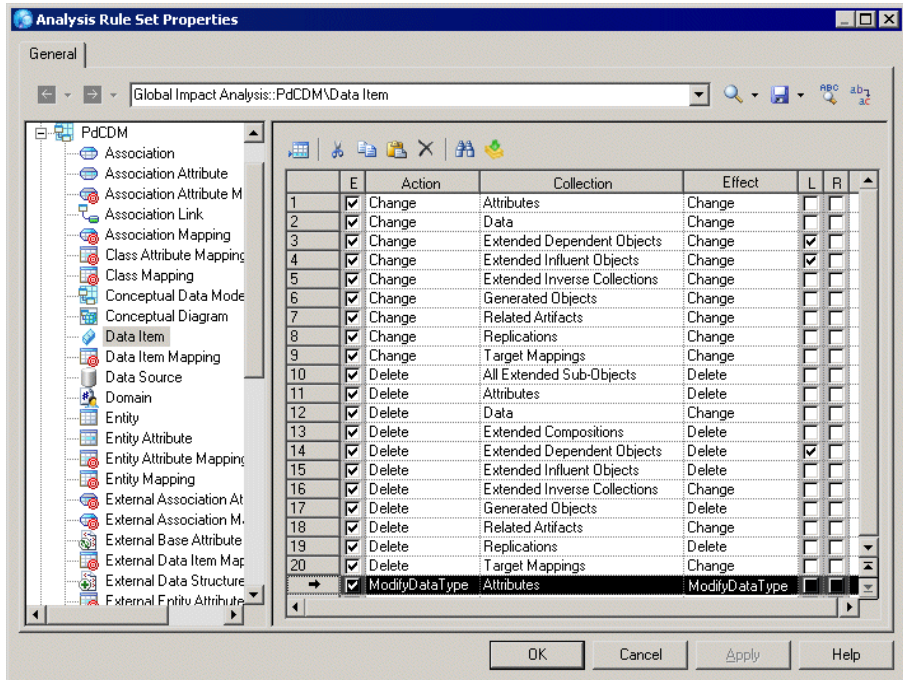 Analysis Rule Set Properties
General
Global Impact Analysis::PdCDM\Data Item
ABC
ab
ac
PdCDM
Association
Association Attribute
Association Attribute M
Association Link
Association Mapping
Class Attribute Mapping
Class Mapping
Conceptual Data Mode
Conceptual Diagram
Data Item
Data Item Mapping
Data Source
Domain
Entity
Entity Attribute
Entity Attribute Mapping
Entity Mapping
External Association At
External Association M
External Base Attribute
External Data Item Map
External Data Structure
External Entity Attribute
E Action Collection Effect L R
1 Change Attributes Change
2 Change Data Change
3 Change Extended Dependent Objects Change
4 Change Extended Influent Objects Change
5 Change Extended Inverse Collections Change
6 Change Generated Objects Change
7 Change Related Artifacts Change
8 Change Replications Change
9 Change Target Mappings Change
10 Delete All Extended Sub-Objects Delete
11 Delete Attributes Delete
12 Delete Data Change
13 Delete Extended Compositions Delete
14 Delete Extended Dependent Objects Delete
15 Delete Extended Influent Objects Delete
16 Delete Extended Inverse Collections Change
17 Delete Generated Objects Delete
18 Delete Related Artifacts Change
19 Delete Replications Delete
20 Delete Target Mappings Change
ModifyDataType Attributes ModifyDataType
OK Cancel Apply Help